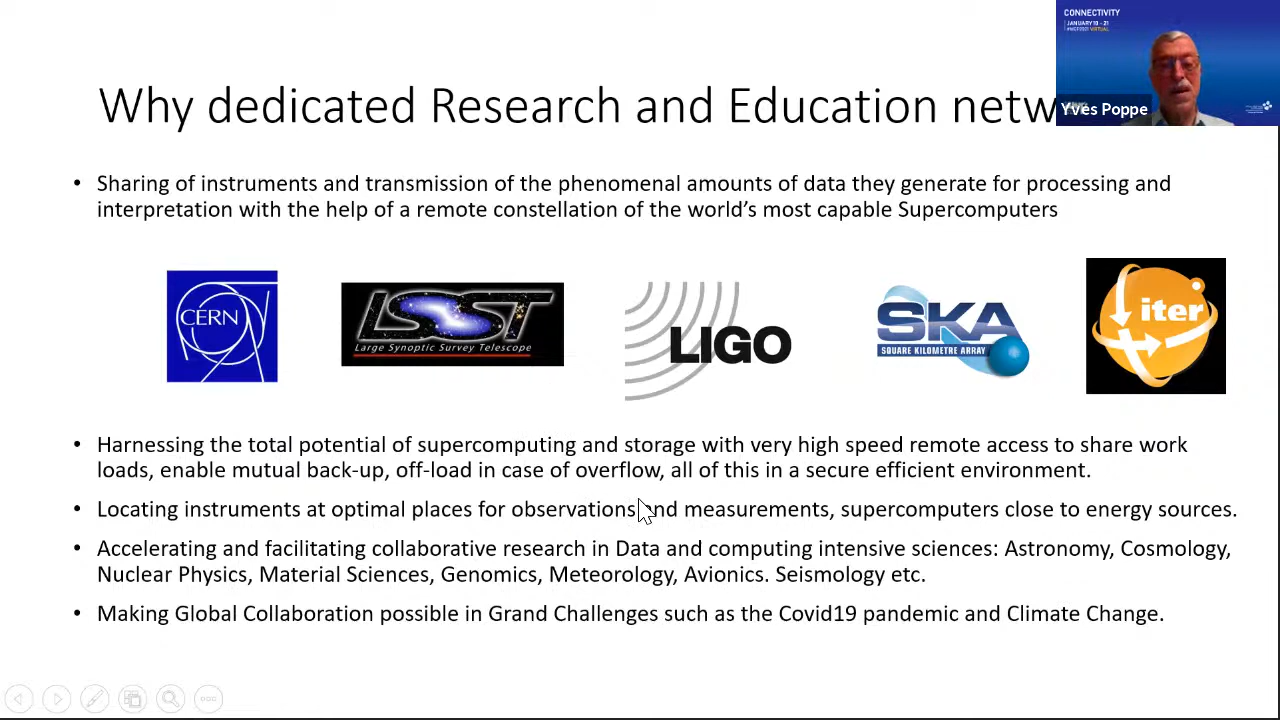 CONNECTIVITY
JANUARY 19 - 21
VIRTUAL
Yves Poppe
Why dedicated Research and Education netw
• Sharing of instruments and transmission of the phenomenal amounts of data they generate for processing and
interpretation with the help of a remote constellation of the world's most capable Supercomputers
CERN
LSST
Large Synoptic Survey Telescope
LIGO
SKA
SQUARE KILOMETRE ARRAY
iter
• Harnessing the total potential of supercomputing and storage with very high speed remote access to share work
loads, enable mutual back-up, off-load in case of overflow, all of this in a secure efficient environment.
• Locating instruments at optimal places for observations and measurements, supercomputers close to energy sources.
• Accelerating and facilitating collaborative research in Data and computing intensive sciences: Astronomy, Cosmology,
Nuclear Physics, Material Sciences, Genomics, Meteorology, Avionics. Seismology etc.
• Making Global Collaboration possible in Grand Challenges such as the Covid19 pandemic and Climate Change.